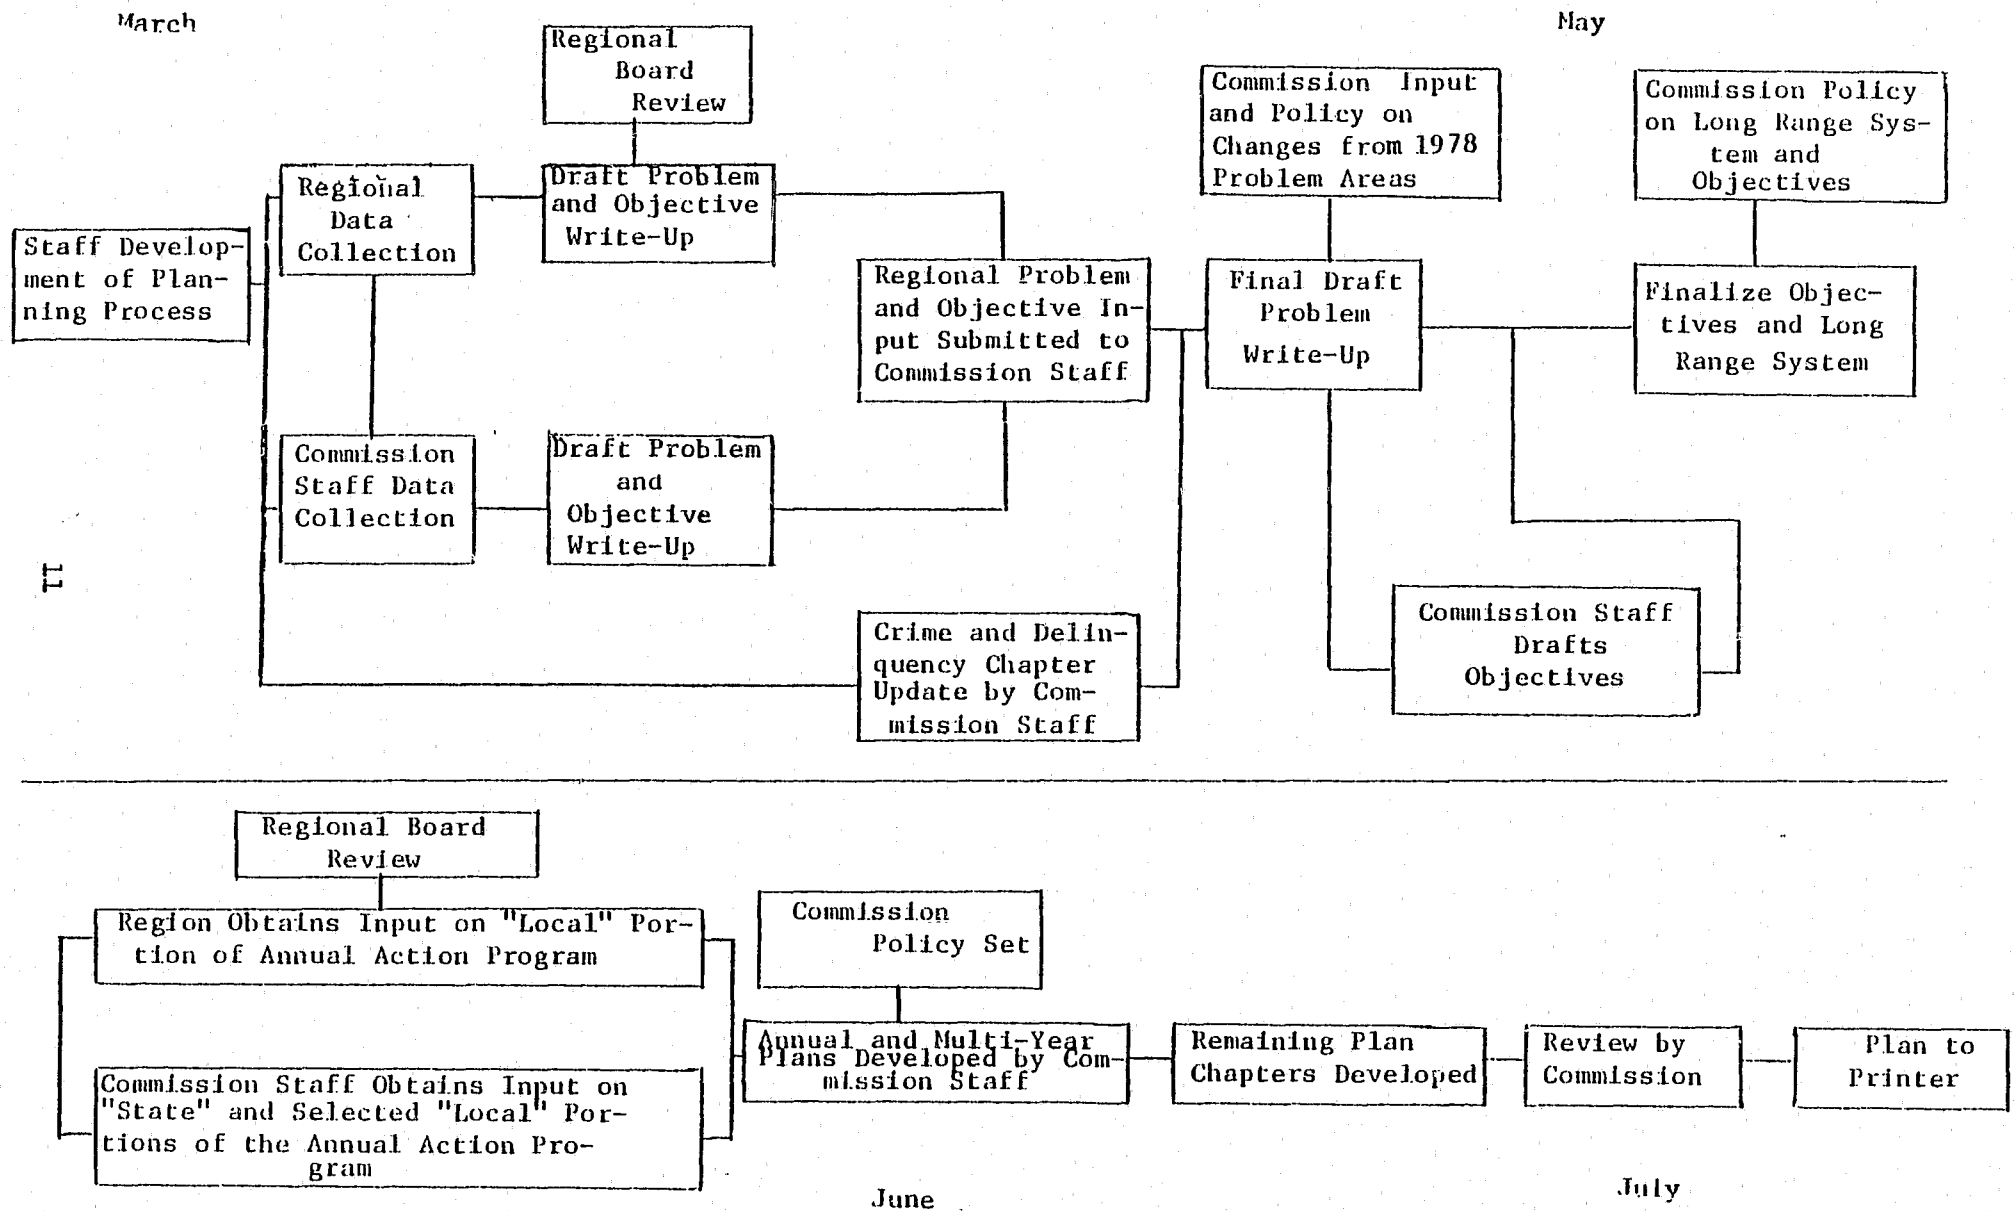 March
May
Regional
Board
Review
Commission Input
and Policy on
Changes from 1978
Problem Areas
Commission Policy
on Long Range Sys-
tem and
Objectives
Staff Develop-
ment of Plan-
ning Process
Regional
Data
Collection
Draft Problem
and Objective
Write-Up
Regional Problem
and Objective In-
put Submitted to
Commission Staff
Final Draft
Problem
Write-Up
Finalize Objec-
tives and Long
Range System
Commission
Staff Data
Collection
Draft Problem
and
Objective
Write-Up
11
Crime and Delin-
quency Chapter
Update by Com-
mission Staff
Commission Staff
Drafts
Objectives
Regional Board
Review
Region Obtains Input on "Local" Por-
tion of Annual Action Program
Commission
Policy Set
Commission Staff Obtains Input on
"State" and Selected "Local" Por-
tions of the Annual Action Pro-
gram
Annual and Multi-Year
Plans Developed by Com-
mission Staff
Remaining Plan
Chapters Developed
Review by
Commission
Plan to
Printer
June
July